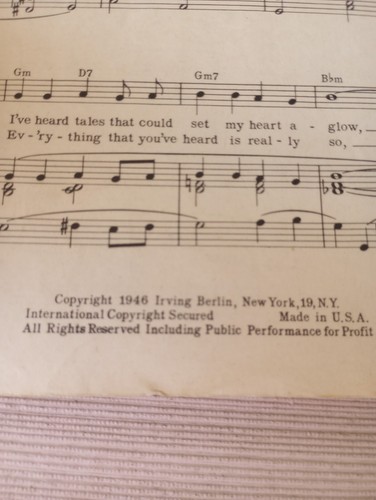 Gm D7 Gm7 B♭m
I've heard tales that could set my heart a - glow,
Ev-'ry-thing that you've heard is real-ly so,
Copyright 1946 Irving Berlin, New York, 19, N.Y.
International Copyright Secured Made in U.S.A.
All Rights Reserved Including Public Performance for Profit